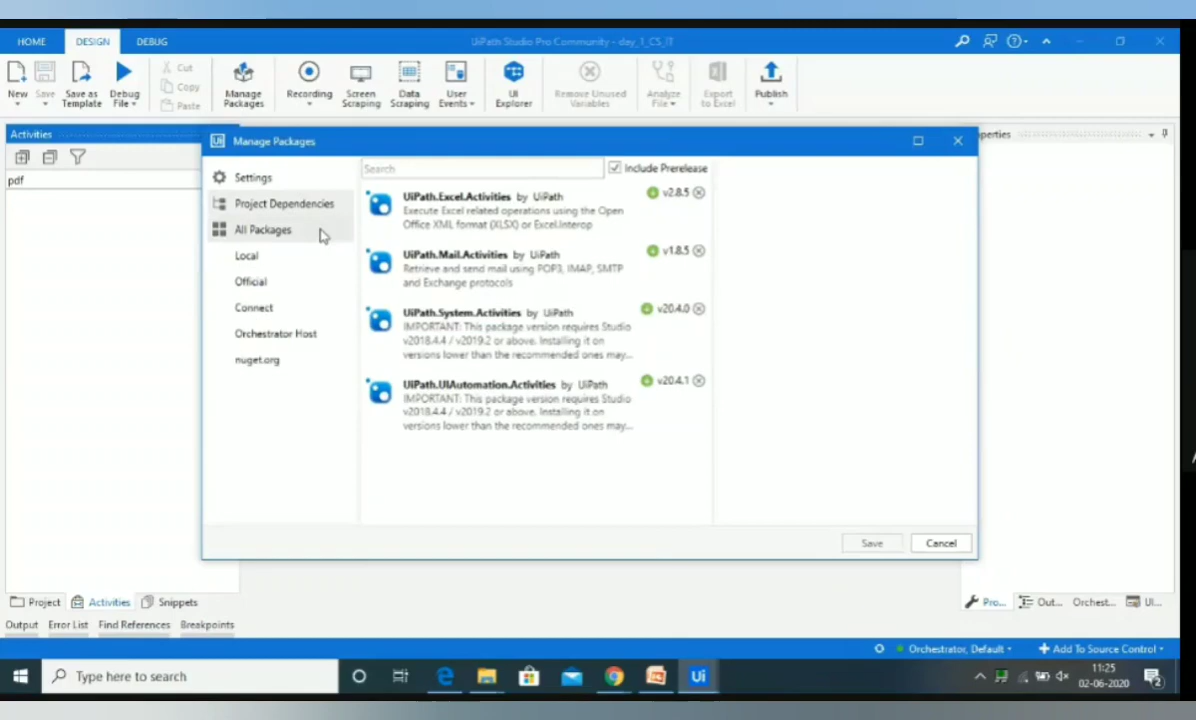 HOME DESIGN DEBUG UiPath Studio Pro Community - day_1_CS_IT
New Save Save as Template Debug File Cut Copy Paste Manage Packages Recording Screen Scraping Data Scraping User Events UI Explorer Remove Unused Variables Analyze File Export to Excel Publish
Activities
pdf
Manage Packages
Settings
Project Dependencies
All Packages
Local
Official
Connect
Orchestrator Host
nuget.org
Search Include Prerelease
UiPath.Excel.Activities by UiPath v2.8.5
Execute Excel related operations using the Open
Office XML format (XLSX) or Excel.Interop
UiPath.Mail.Activities by UiPath v1.8.5
Retrieve and send mail using POP3, IMAP, SMTP
and Exchange protocols
UiPath.System.Activities by UiPath v20.4.0
IMPORTANT: This package version requires Studio
v2018.4.4 / v2019.2 or above. Installing it on
versions lower than the recommended ones may...
UiPath.UIAutomation.Activities by UiPath v20.4.1
IMPORTANT: This package version requires Studio
v2018.4.4 / v2019.2 or above. Installing it on
versions lower than the recommended ones may...
Save Cancel
operties
Project Activities Snippets
Pro... Out... Orchest... UI...
Output Error List Find References Breakpoints
Orchestrator, Default Add To Source Control
Type here to search
Ui
11:25
02-06-2020
2